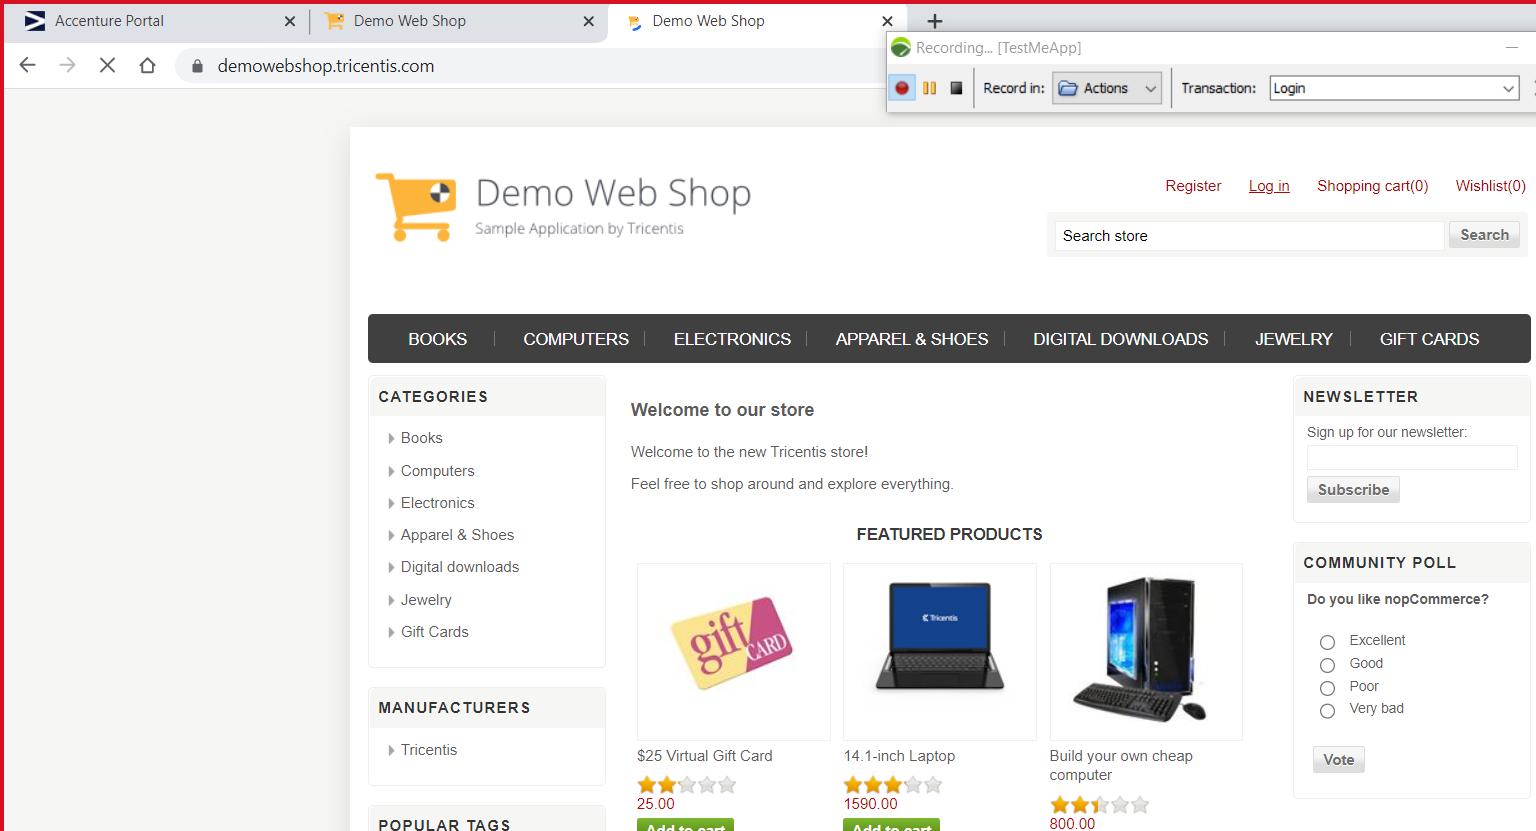 Accenture Portal
Demo Web Shop
Demo Web Shop
Recording... [TestMeApp]
demowebshop.tricentis.com
Record in: Actions Transaction: Login
Demo Web Shop
Sample Application by Tricentis
Register Log in Shopping cart(0) Wishlist(0)
Search store Search
BOOKS COMPUTERS ELECTRONICS APPAREL & SHOES DIGITAL DOWNLOADS JEWELRY GIFT CARDS
CATEGORIES
Books
Computers
Electronics
Apparel & Shoes
Digital downloads
Jewelry
Gift Cards
MANUFACTURERS
Tricentis
POPULAR TAGS
Welcome to our store
Welcome to the new Tricentis store!
Feel free to shop around and explore everything.
FEATURED PRODUCTS
gift CARD
Tricentis
$25 Virtual Gift Card
25.00
Add to cart
14.1-inch Laptop
1590.00
Add to cart
Build your own cheap
computer
800.00
NEWSLETTER
Sign up for our newsletter:
Subscribe
COMMUNITY POLL
Do you like nopCommerce?
Excellent
Good
Poor
Very bad
Vote